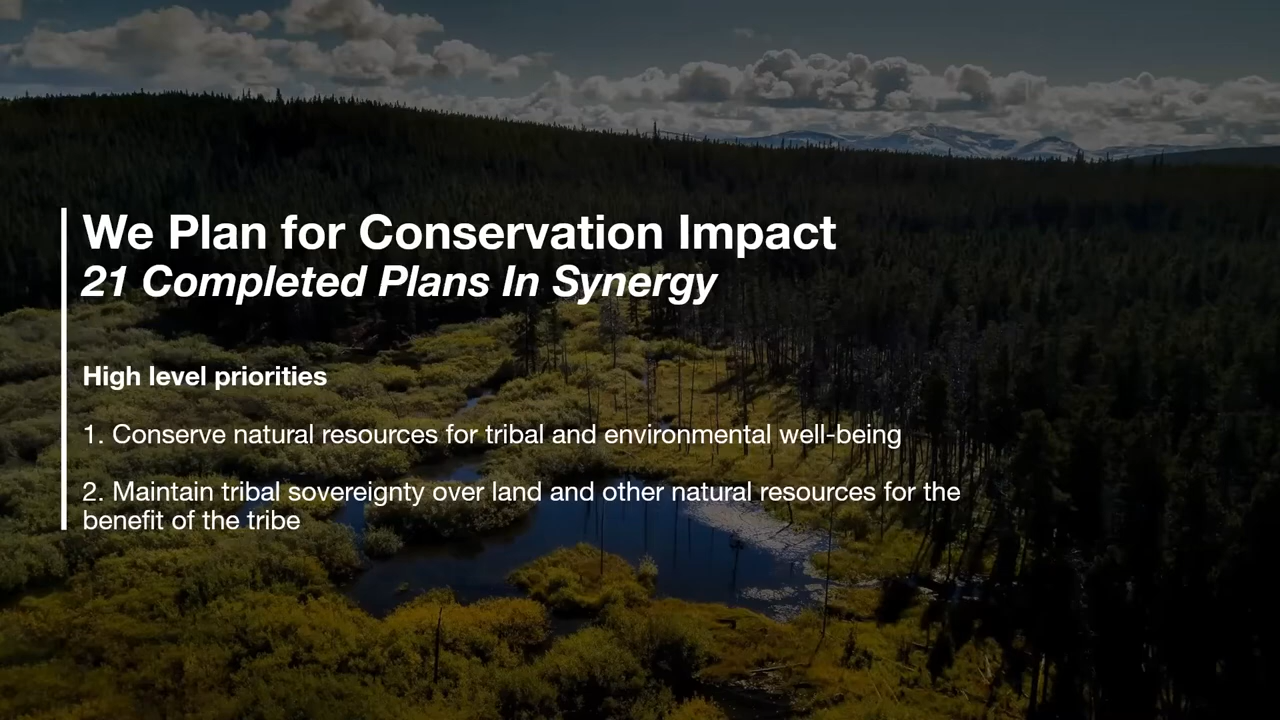 We Plan for Conservation Impact
21 Completed Plans In Synergy
High level priorities
1. Conserve natural resources for tribal and environmental well-being
2. Maintain tribal sovereignty over land and other natural resources for the
benefit of the tribe